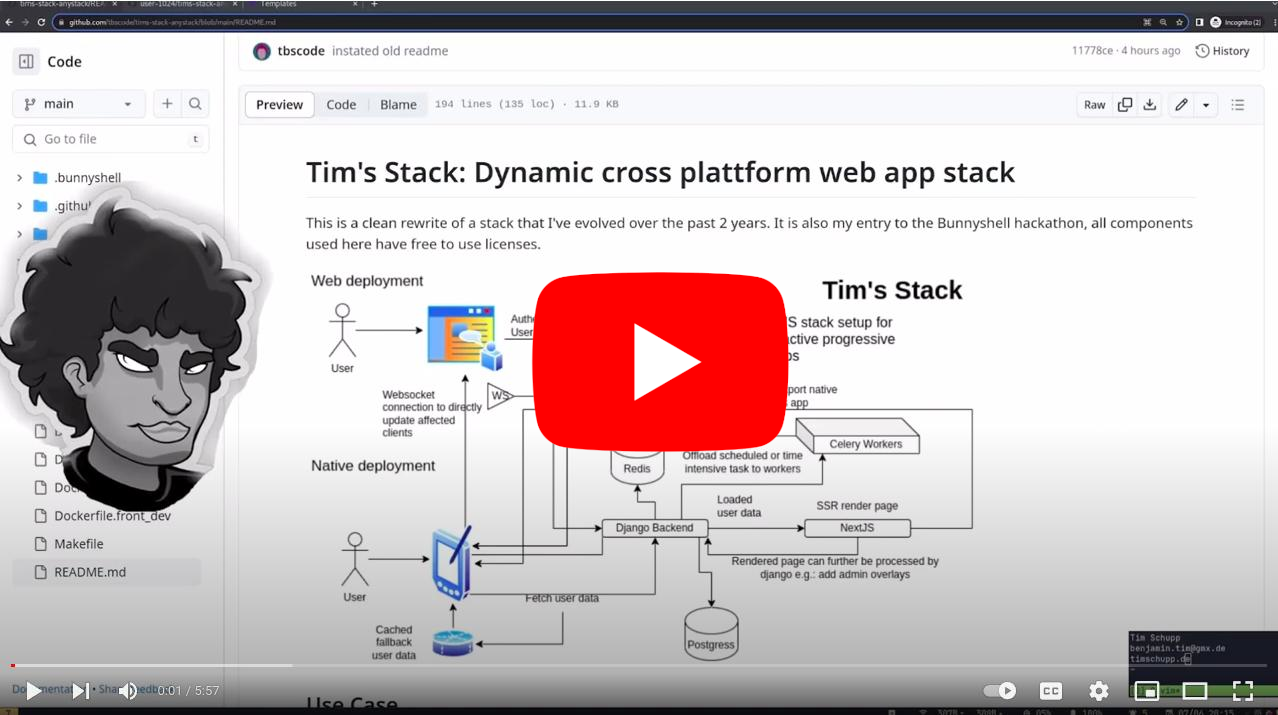 tims-stack-anystack/REA
user-1024/tims-stack-an
Templates
github.com/tbscode/tims-stack-anystack/blob/main/README.md
Incognito (2)
Code
tbscode instated old readme
11778ce · 4 hours ago
History
main
Preview
Code
Blame
194 lines (135 loc) · 11.9 KB
Raw
Go to file
t
.bunnyshell
.githu
Tim's Stack: Dynamic cross plattform web app stack
This is a clean rewrite of a stack that I've evolved over the past 2 years. It is also my entry to the Bunnyshell hackathon, all components
used here have free to use licenses.
Web deployment
Tim's Stack
Authe
User
S stack setup for
active progressive
os
User
Websocket
connection to directly
update affected
clients
WS
port native
app
Celery Workers
Native deployment
Redis
Offload scheduled or time
intensive task to workers
Loaded
user data
SSR render page
Django Backend
NextJS
Rendered page can further be processed by
django e.g.: add admin overlays
User
Fetch user data
Cached
fallback
user data
Postgress
Dockerfile.front_dev
Makefile
README.md
Tim Schupp
benjamin.tim@gmx.de
timschupp.de
Use Case
0:01 / 5:57
CC